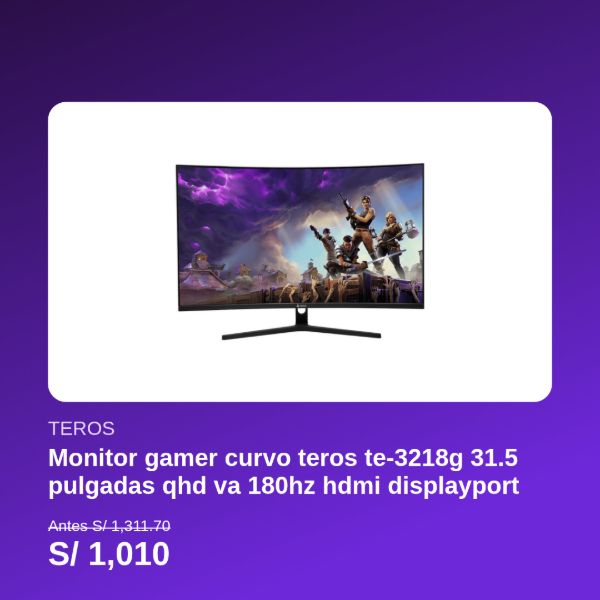 TEROS
Monitor gamer curvo teros te-3218g 31.5
pulgadas qhd va 180hz hdmi displayport
Antes S/ 1,311.70
S/ 1,010